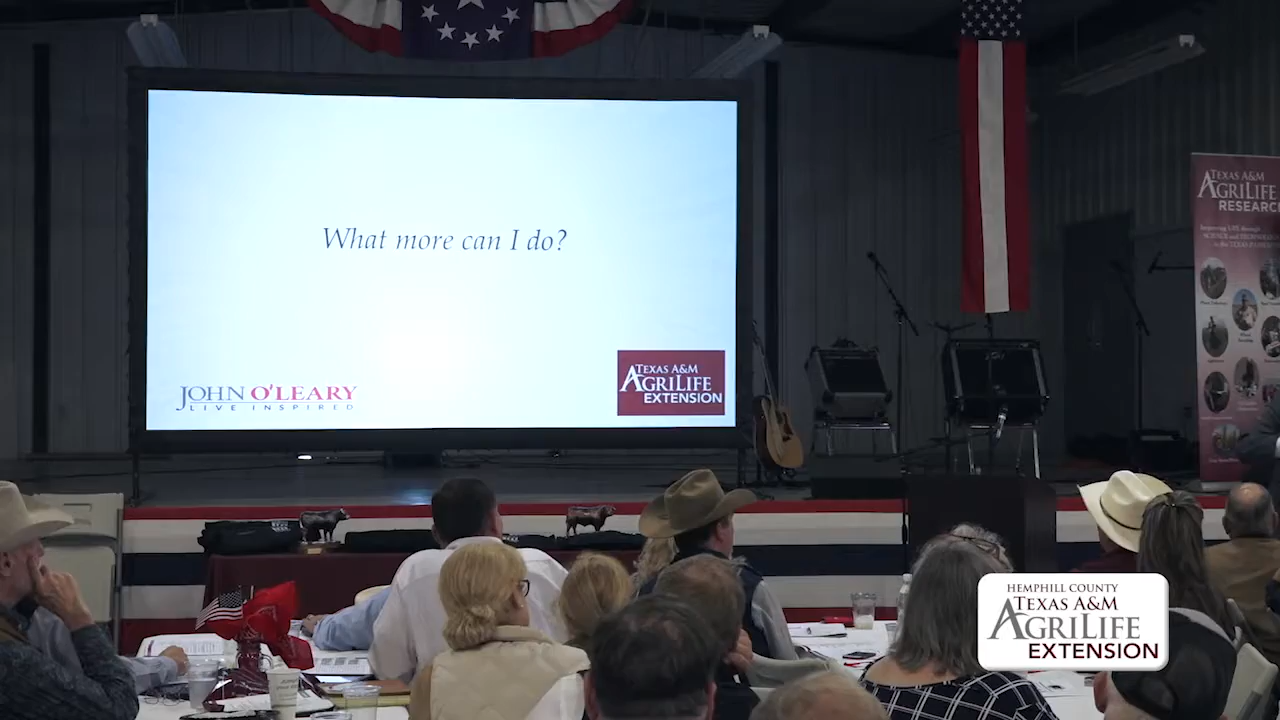 What more can I do?
JOHN O'LEARY
LIVE INSPIRED
TEXAS A&M
AGRILIFE
EXTENSION
TEXAS A&M
AGRILIFE
RESEARCH
HEMPHILL COUNTY
TEXAS A&M
AGRILIFE
EXTENSION